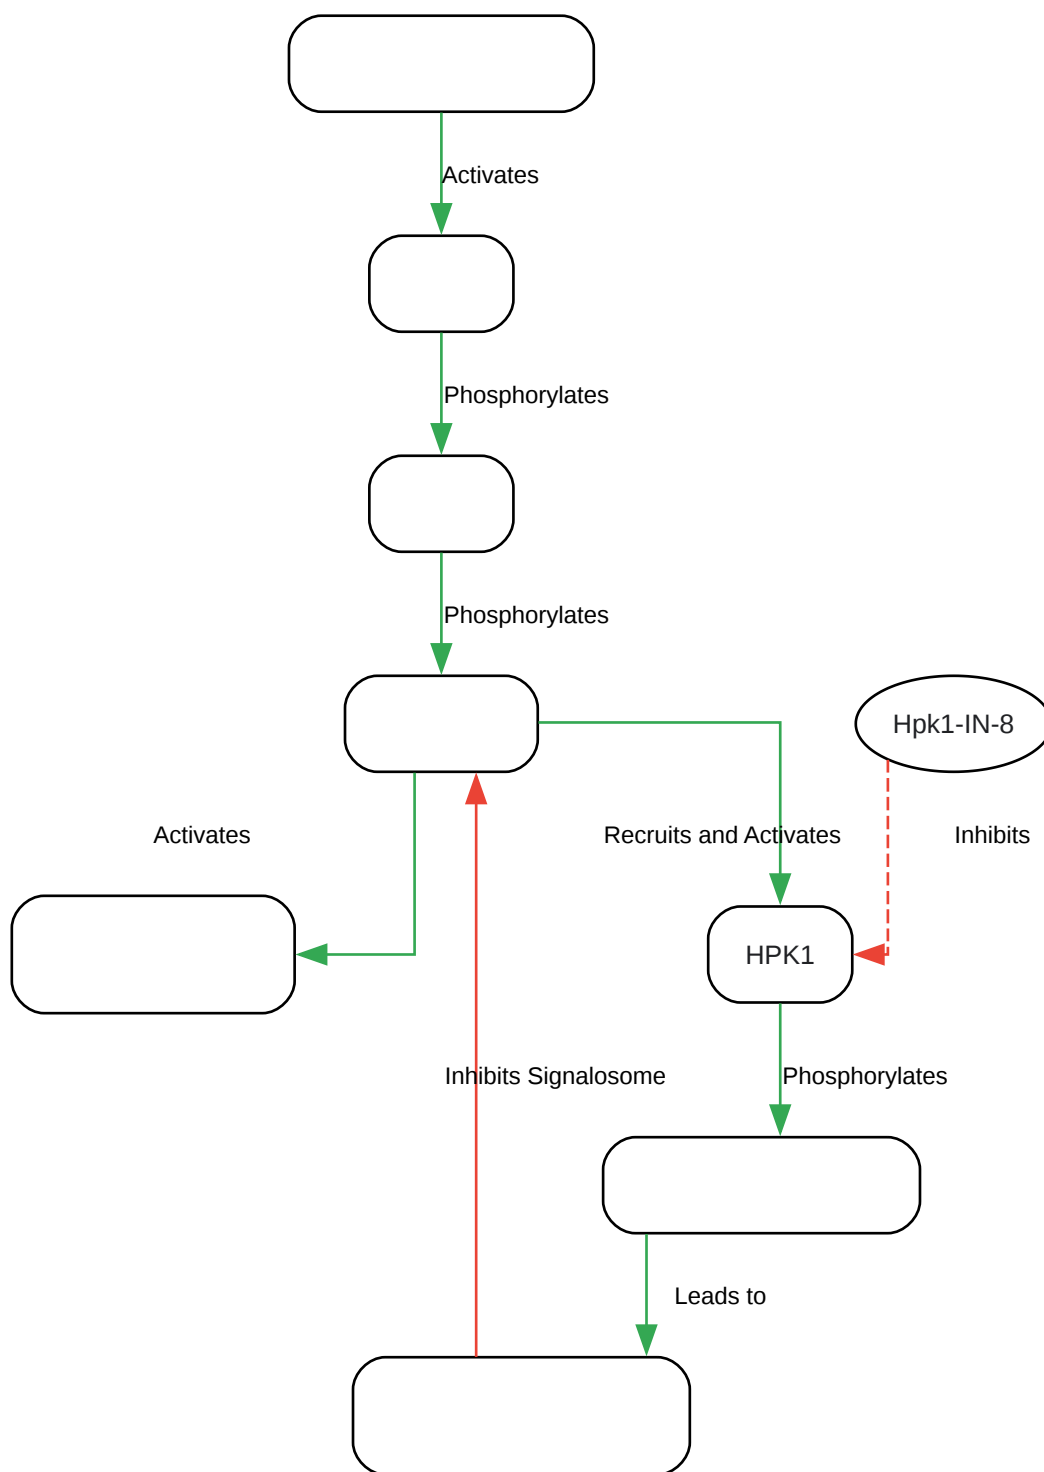 Activates
Phosphorylates
Phosphorylates
Hpk1-IN-8
Activates
Recruits and Activates
Inhibits
HPK1
Inhibits Signalosome
Phosphorylates
Leads to